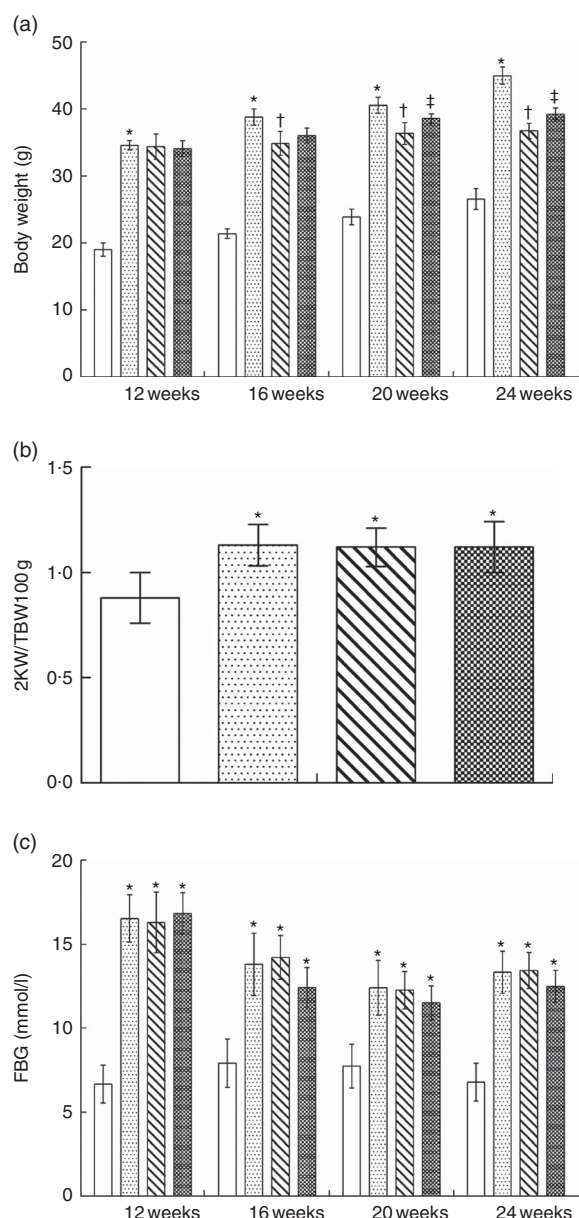 (a)
50
40
30
20
10
0
Body weight (g)
* * † * † ‡ * † ‡
12 weeks 16 weeks 20 weeks 24 weeks
(b)
1·5
1·0
0·5
0·0
2KW/TBW100 g
* * *
(c)
20
15
10
5
0
FBG (mmol/l)
* * * * * * * * * * * *
12 weeks 16 weeks 20 weeks 24 weeks